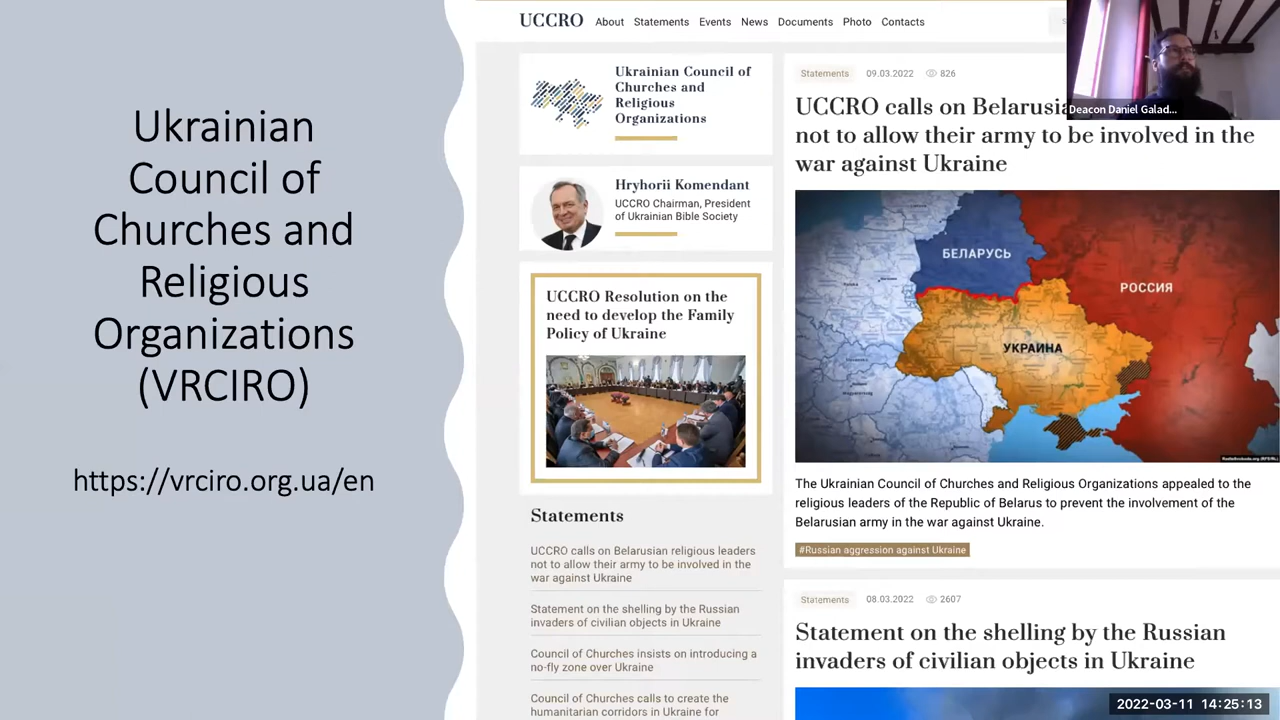 Ukrainian
Council of
Churches and
Religious
Organizations
(VRCIRO)
https://vrciro.org.ua/en
UCCRO
About
Statements
Events
News
Documents
Photo
Contacts
Ukrainian Council of
Churches and
Religious
Organizations
Hryhorii Komendant
UCCRO Chairman, President
of Ukrainian Bible Society
UCCRO Resolution on the
need to develop the Family
Policy of Ukraine
Statements
UCCRO calls on Belarusian religious leaders
not to allow their army to be involved in the
war against Ukraine
Statement on the shelling by the Russian
invaders of civilian objects in Ukraine
Council of Churches insists on introducing a
no-fly zone over Ukraine
Council of Churches calls to create the
humanitarian corridors in Ukraine for
Statements 09.03.2022 826
UCCRO calls on Belarusia
not to allow their army to be involved in the
war against Ukraine
БЕЛАРУСЬ
РОССИЯ
УКРАИНА
The Ukrainian Council of Churches and Religious Organizations appealed to the
religious leaders of the Republic of Belarus to prevent the involvement of the
Belarusian army in the war against Ukraine.
#Russian aggression against Ukraine
Statements 08.03.2022 2607
Statement on the shelling by the Russian
invaders of civilian objects in Ukraine
Deacon Daniel Galad...
2022-03-11 14:25:13